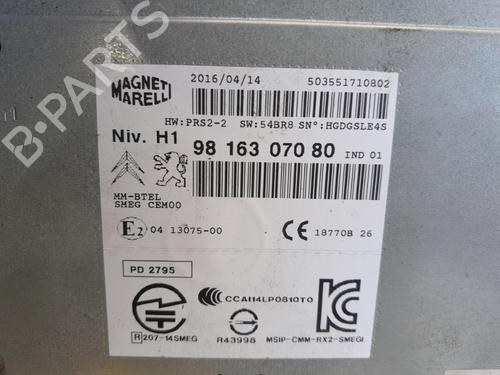 B-PARTS
MAGNETI MARELLI
2016/04/14 503551710802
HW:PRS2-2 SW:54BR8 SN°:HGDGSLE4S
Niv. H1 98 163 070 80 IND 01
MM-BTEL
SMEG CEM00
E2 04 13075-00 CE 18770B 26
PD 2795
CCAI14LP0810T0
R 207-14SMEG R43998 MSIP-CMM-RX2-SMEGI